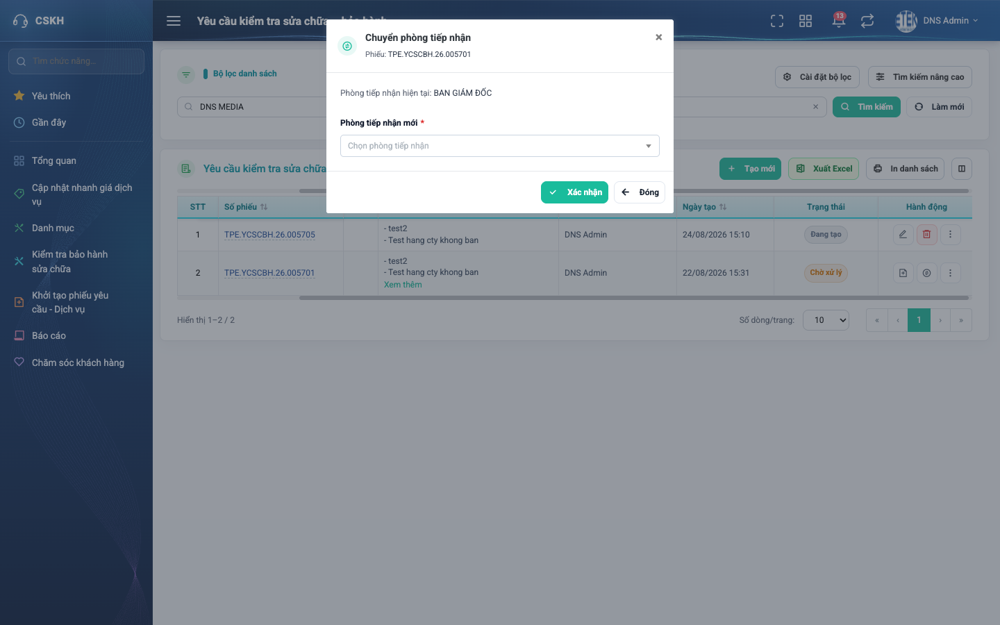 CSKH
Tìm chức năng...
Yêu thích
Gần đây
Tổng quan
Cập nhật nhanh giá dịch
vụ
Danh mục
Kiểm tra bảo hành
sửa chữa
Khởi tạo phiếu yêu
cầu - Dịch vụ
Báo cáo
Chăm sóc khách hàng
Yêu cầu kiểm tra sửa chữa
13
DNS Admin
Chuyển phòng tiếp nhận
Phiếu: TPE.YCSCBH.26.005701
Phòng tiếp nhận hiện tại: BAN GIÁM ĐỐC
Phòng tiếp nhận mới *
Chọn phòng tiếp nhận
Xác nhận
Đóng
Bộ lọc danh sách
Cài đặt bộ lọc
Tìm kiếm nâng cao
DNS MEDIA
Tìm kiếm
Làm mới
Yêu cầu kiểm tra sửa chữa
Tạo mới
Xuất Excel
In danh sách
STT
Số phiếu
Ngày tạo
Trạng thái
Hành động
1
TPE.YCSCBH.26.005705
- test2
- Test hang cty khong ban
DNS Admin
24/08/2026 15:10
Đang tạo
2
TPE.YCSCBH.26.005701
- test2
- Test hang cty khong ban
Xem thêm
DNS Admin
22/08/2026 15:31
Chờ xử lý
Hiển thị 1–2 / 2
Số dòng/trang:
10
« ‹ 1 › »